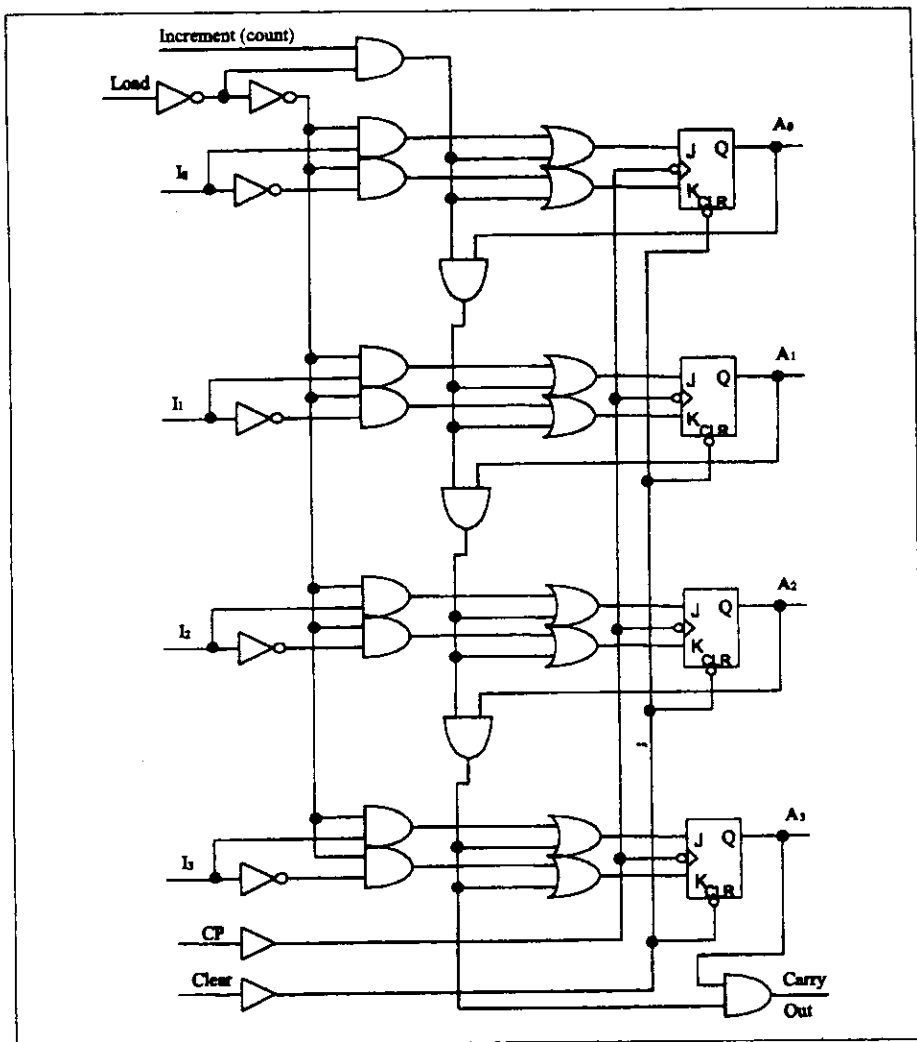 Increment (count)
Load
A0
J Q
I0
K CLR
A1
J Q
I1
K CLR
A2
J Q
I2
K CLR
A3
J Q
I3
K CLR
CP
Clear
Carry
Out